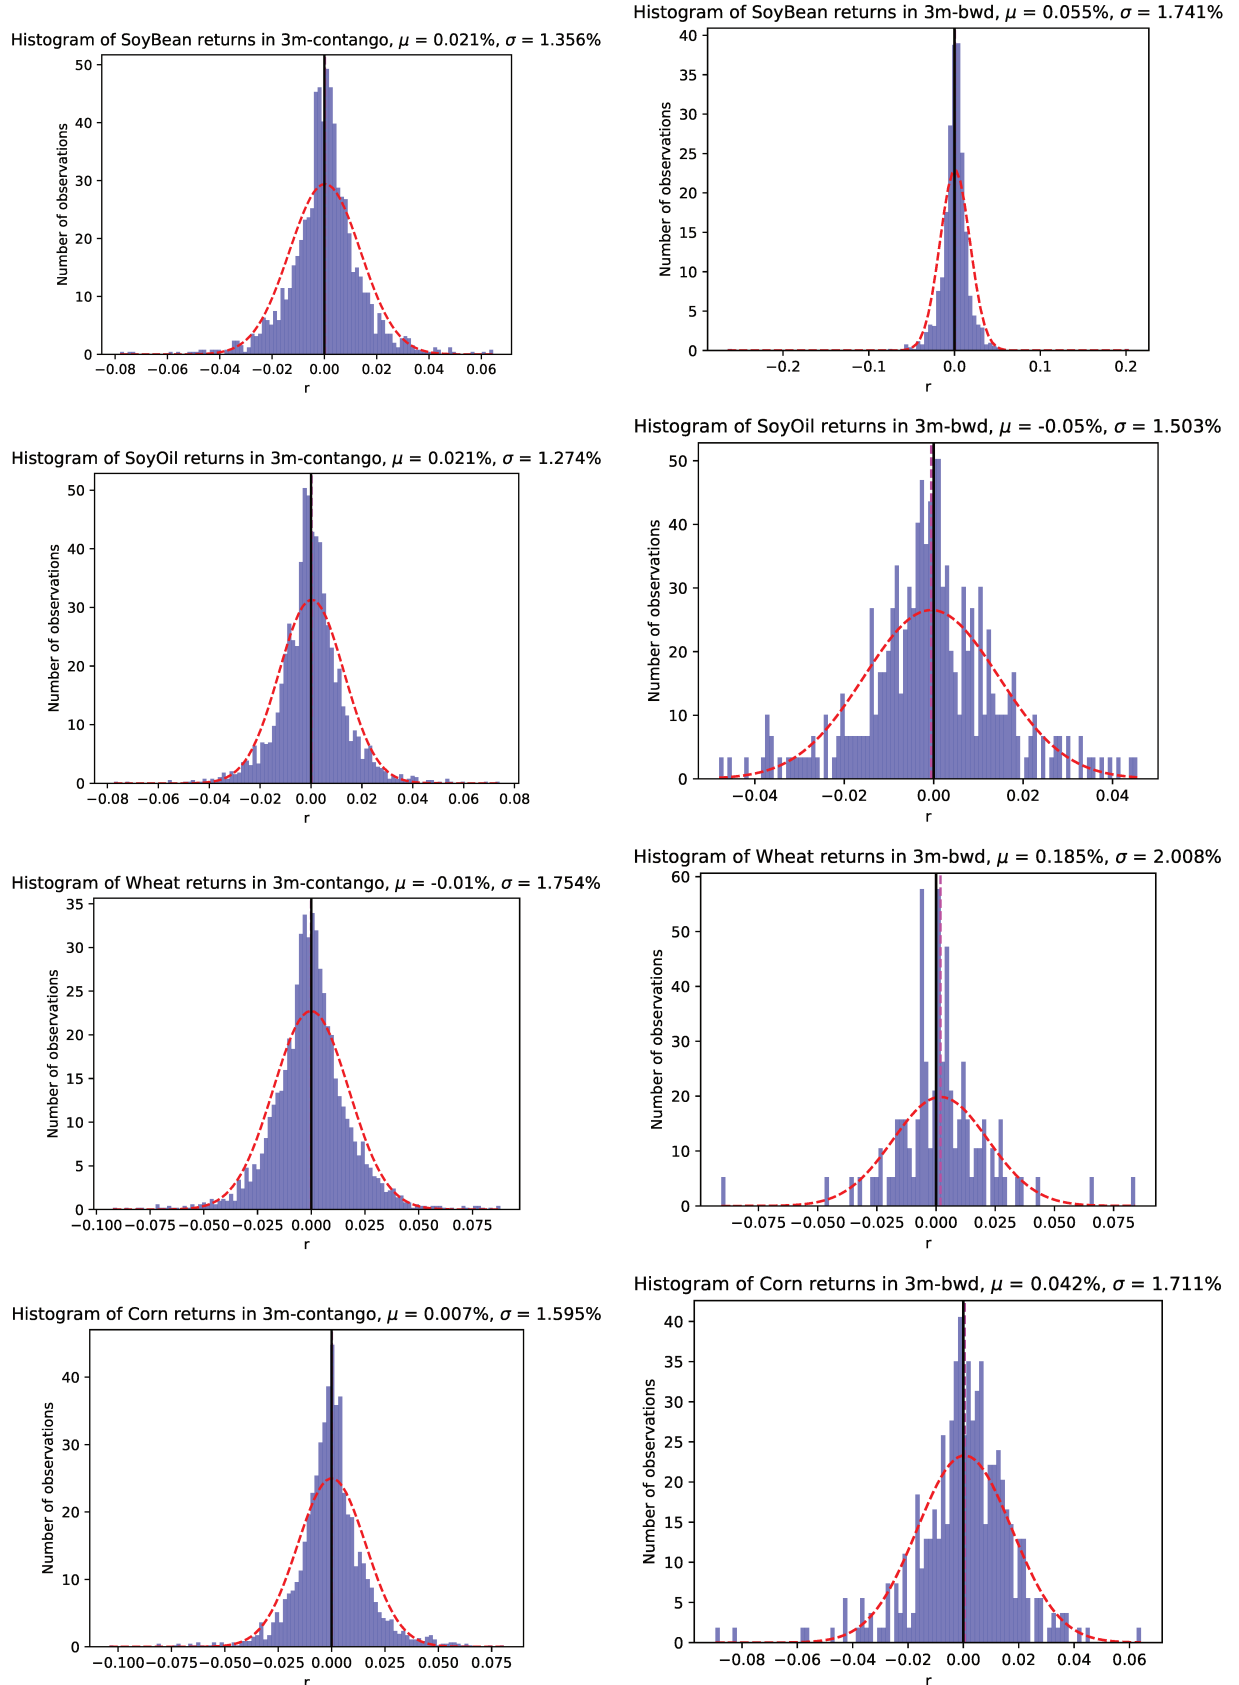 Histogram of SoyBean returns in 3m-contango, μ = 0.021%, σ = 1.356%
50
40
30
20
10
0
Number of observations
−0.08 −0.06 −0.04 −0.02 0.00 0.02 0.04 0.06
r
Histogram of SoyBean returns in 3m-bwd, μ = 0.055%, σ = 1.741%
40
35
30
25
20
15
10
5
0
Number of observations
−0.2 −0.1 0.0 0.1 0.2
r
Histogram of SoyOil returns in 3m-contango, μ = 0.021%, σ = 1.274%
50
40
30
20
10
0
Number of observations
−0.08 −0.06 −0.04 −0.02 0.00 0.02 0.04 0.06 0.08
r
Histogram of SoyOil returns in 3m-bwd, μ = -0.05%, σ = 1.503%
50
40
30
20
10
0
Number of observations
−0.04 −0.02 0.00 0.02 0.04
r
Histogram of Wheat returns in 3m-contango, μ = -0.01%, σ = 1.754%
35
30
25
20
15
10
5
0
Number of observations
−0.100 −0.075 −0.050 −0.025 0.000 0.025 0.050 0.075
r
Histogram of Wheat returns in 3m-bwd, μ = 0.185%, σ = 2.008%
60
50
40
30
20
10
0
Number of observations
−0.075 −0.050 −0.025 0.000 0.025 0.050 0.075
r
Histogram of Corn returns in 3m-contango, μ = 0.007%, σ = 1.595%
40
30
20
10
0
Number of observations
−0.100 −0.075 −0.050 −0.025 0.000 0.025 0.050 0.075
r
Histogram of Corn returns in 3m-bwd, μ = 0.042%, σ = 1.711%
40
35
30
25
20
15
10
5
0
Number of observations
−0.08 −0.06 −0.04 −0.02 0.00 0.02 0.04 0.06
r